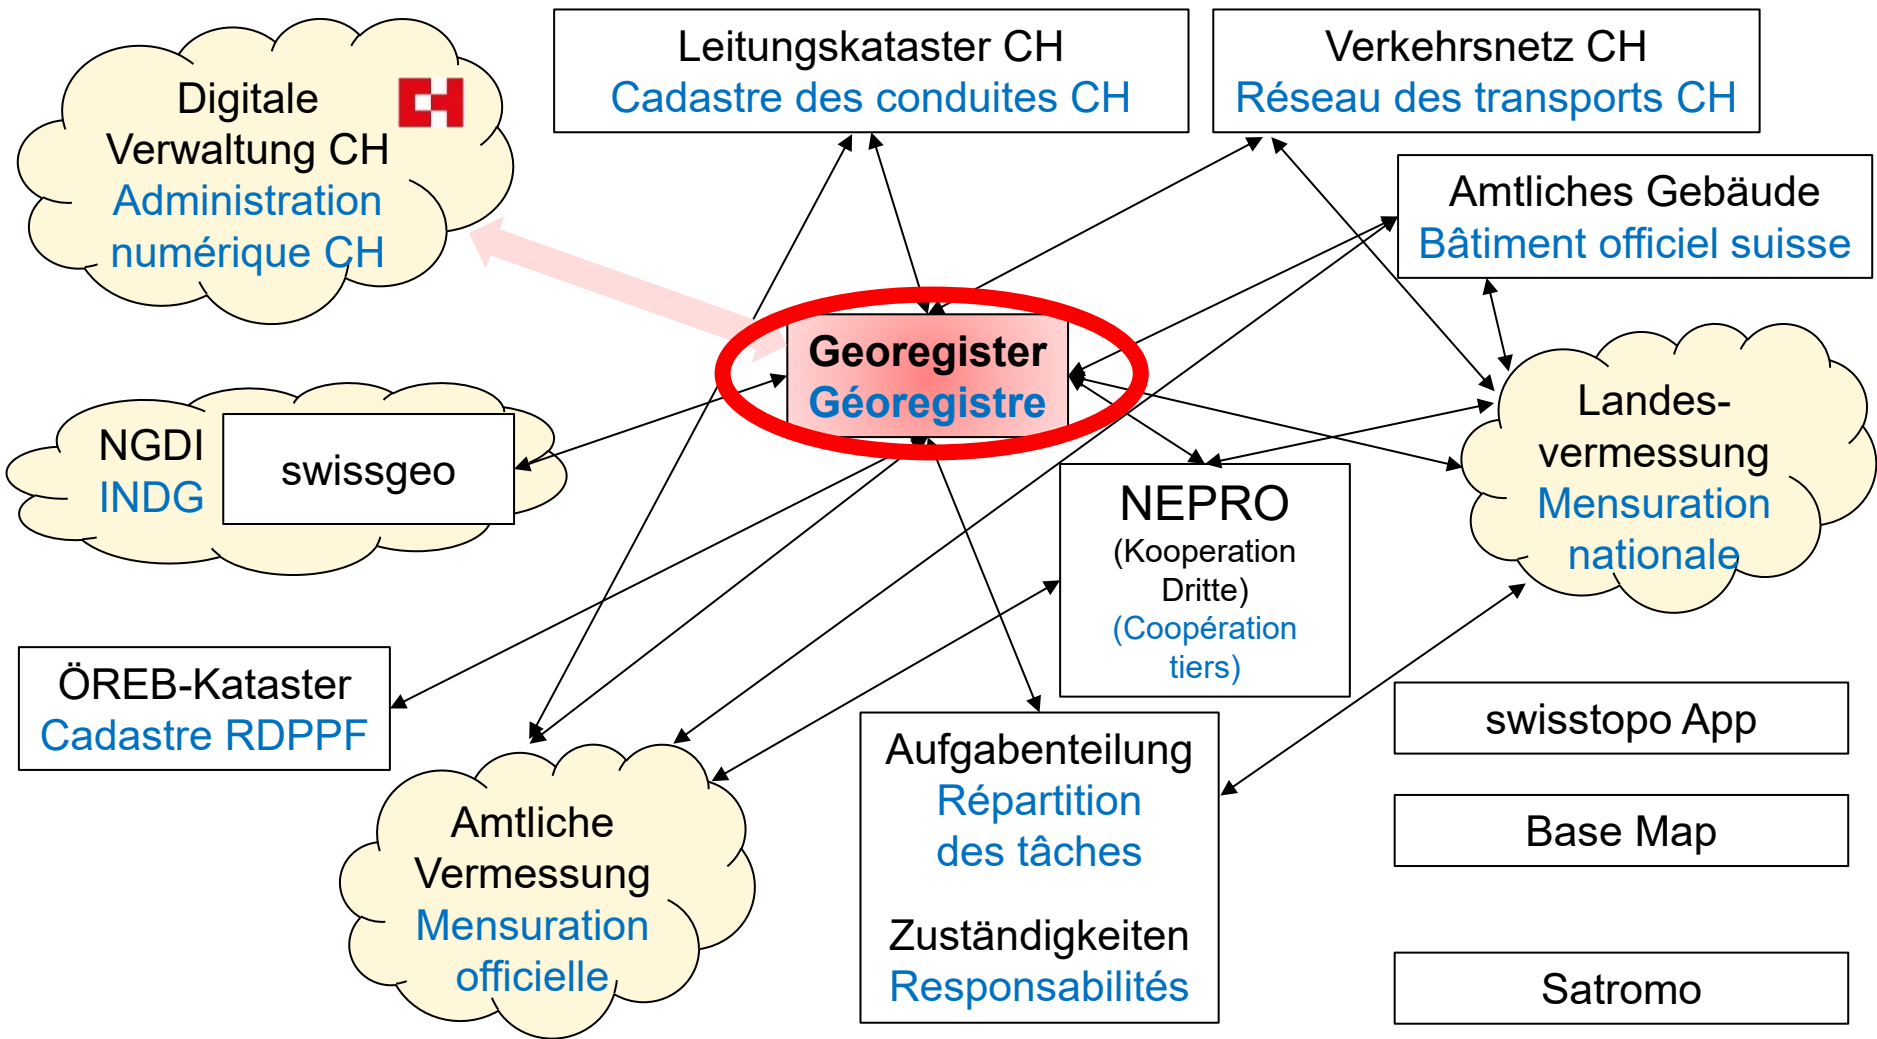 Digitale
Verwaltung CH
Administration
numérique CH
Leitungskataster CH
Cadastre des conduites CH
Verkehrsnetz CH
Réseau des transports CH
Amtliches Gebäude
Bâtiment officiel suisse
Georegister
Géoregistre
NGDI
INDG
swissgeo
Landes-
vermessung
Mensuration
nationale
NEPRO
(Kooperation
Dritte)
(Coopération
tiers)
ÖREB-Kataster
Cadastre RDPPF
Amtliche
Vermessung
Mensuration
officielle
Aufgabenteilung
Répartition
des tâches
Zuständigkeiten
Responsabilités
swisstopo App
Base Map
Satromo